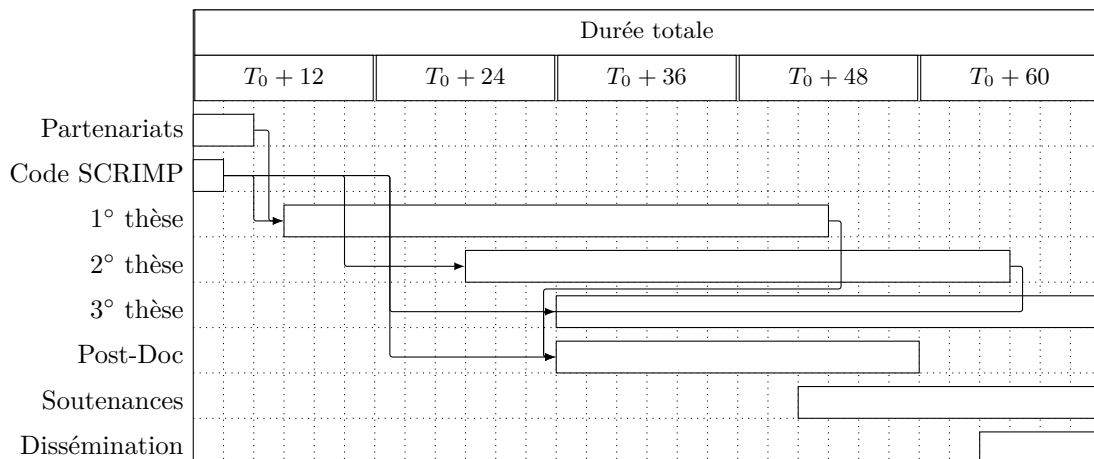 Durée totale
T₀ + 12 T₀ + 24 T₀ + 36 T₀ + 48 T₀ + 60
Partenariats
Code SCRIMP
1° thèse
2° thèse
3° thèse
Post-Doc
Soutenances
Dissémination